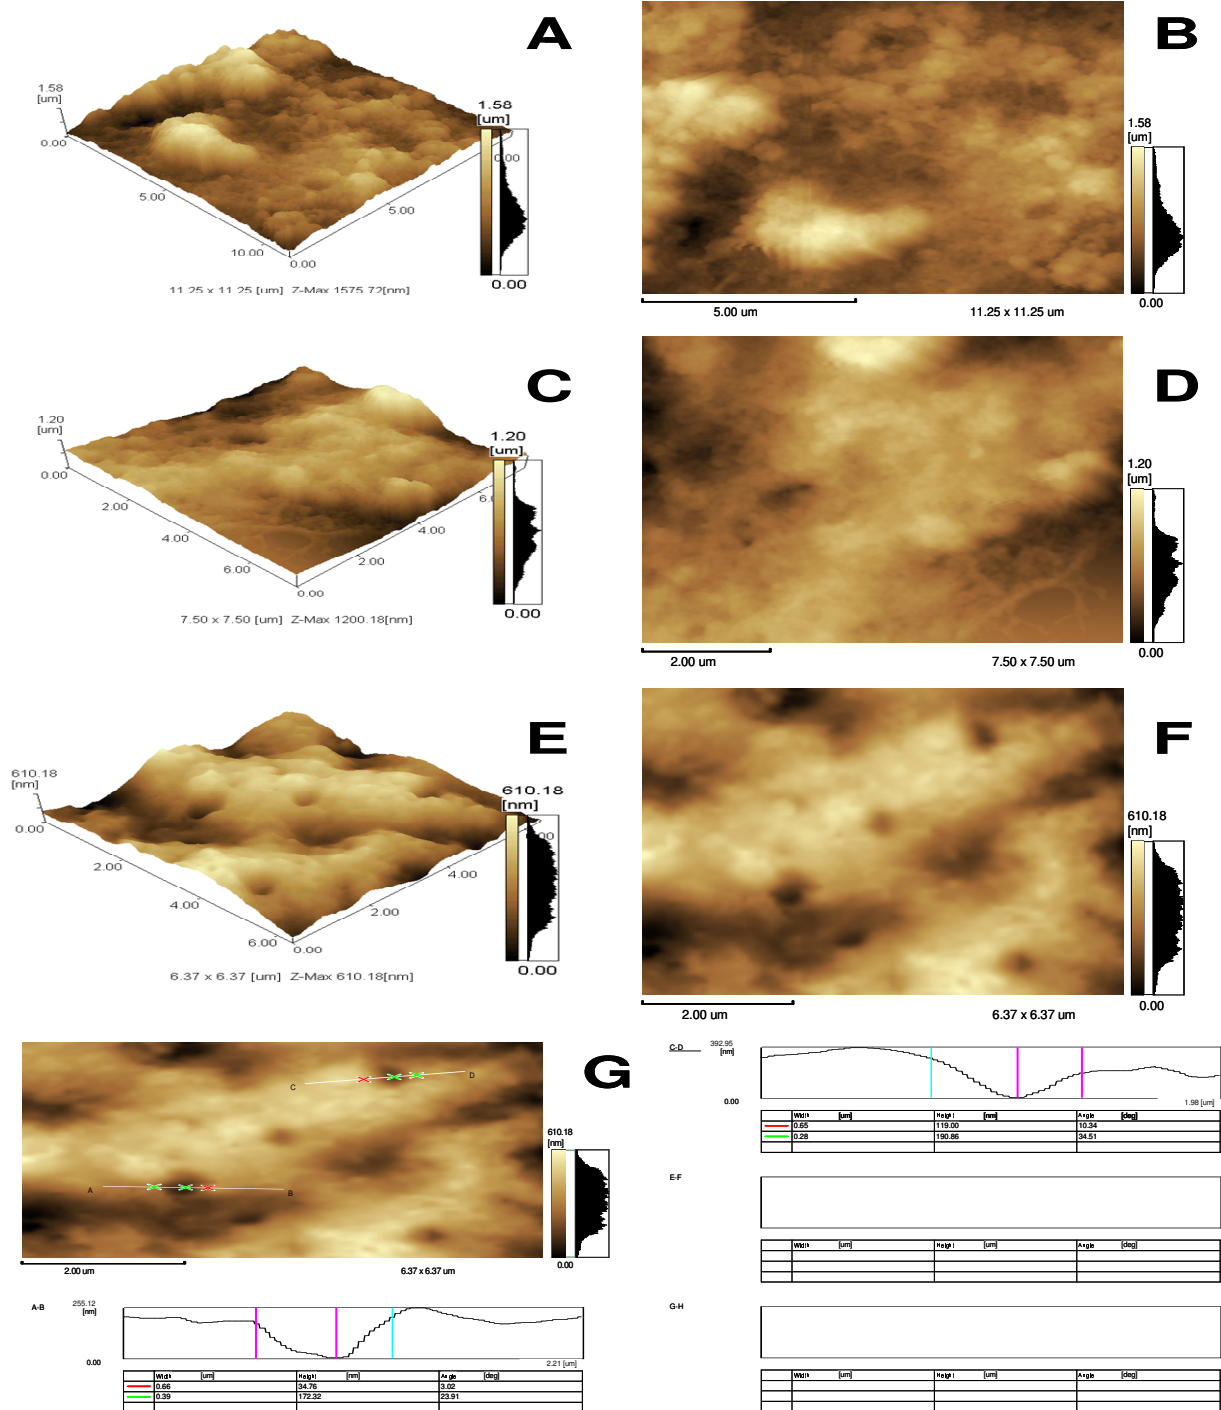 A
1.58
[um]
0.00
5.00
10.00
0.00
5.00
0.00
1.58
[um]
0.00
11.25 x 11.25 [um] Z-Max 1575.72[nm]
B
1.58
[um]
0.00
5.00 um
11.25 x 11.25 um
C
1.20
[um]
0.00
2.00
4.00
6.00
0.00
2.00
4.00
1.20
[um]
0.00
7.50 x 7.50 [um] Z-Max 1200.18[nm]
D
1.20
[um]
0.00
2.00 um
7.50 x 7.50 um
E
610.18
[nm]
0.00
2.00
4.00
6.00
0.00
2.00
4.00
610.18
[nm]
0.00
6.37 x 6.37 [um] Z-Max 610.18[nm]
F
610.18
[nm]
0.00
2.00 um
6.37 x 6.37 um
G
C
D
A
B
610.18
[nm]
0.00
2.00 um
6.37 x 6.37 um
A-B
255.12
[nm]
0.00
2.21 [um]
Width [um] Height [nm] Angle [deg]
0.66 34.76 3.02
0.39 172.32 23.91
C-D
392.95
[nm]
0.00
1.98 [um]
Width [um] Height [nm] Angle [deg]
0.65 119.00 10.34
0.28 190.86 34.51
E-F
Width [um] Height [um] Angle [deg]
G-H
Width [um] Height [um] Angle [deg]